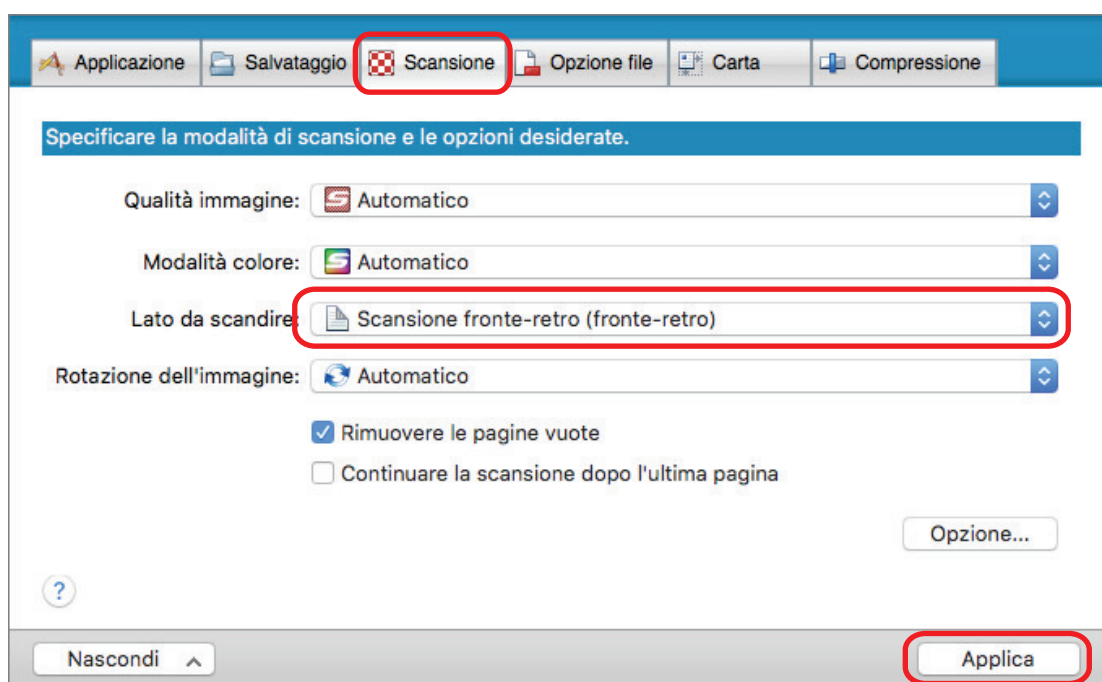 Applicazione Salvataggio Scansione Opzione file Carta Compressione
Specificare la modalità di scansione e le opzioni desiderate.
Qualità immagine: Automatico
Modalità colore: Automatico
Lato da scandire: Scansione fronte-retro (fronte-retro)
Rotazione dell'immagine: Automatico
Rimuovere le pagine vuote
Continuare la scansione dopo l'ultima pagina
Opzione...
?
Nascondi Applica